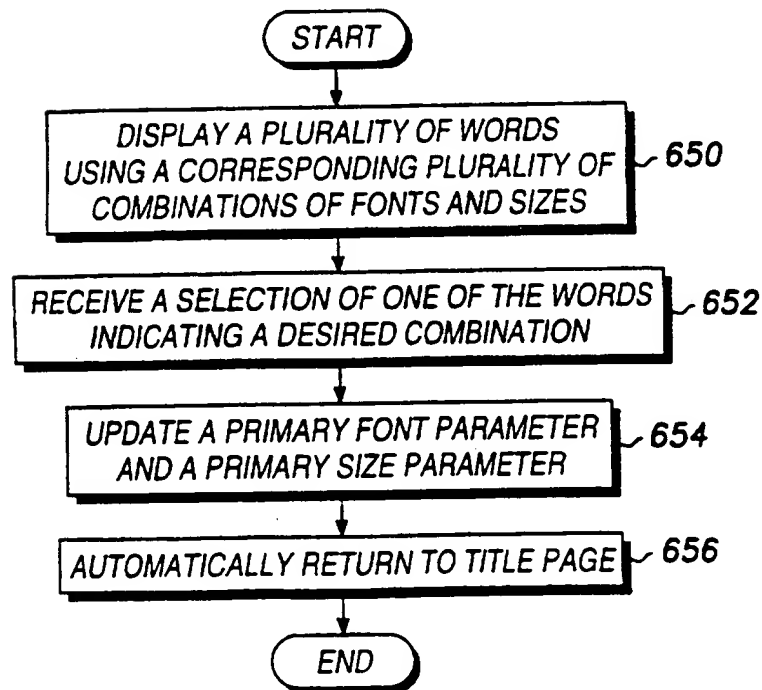 START
DISPLAY A PLURALITY OF WORDS
USING A CORRESPONDING PLURALITY OF
COMBINATIONS OF FONTS AND SIZES
650
RECEIVE A SELECTION OF ONE OF THE WORDS
INDICATING A DESIRED COMBINATION
652
UPDATE A PRIMARY FONT PARAMETER
AND A PRIMARY SIZE PARAMETER
654
AUTOMATICALLY RETURN TO TITLE PAGE
656
END